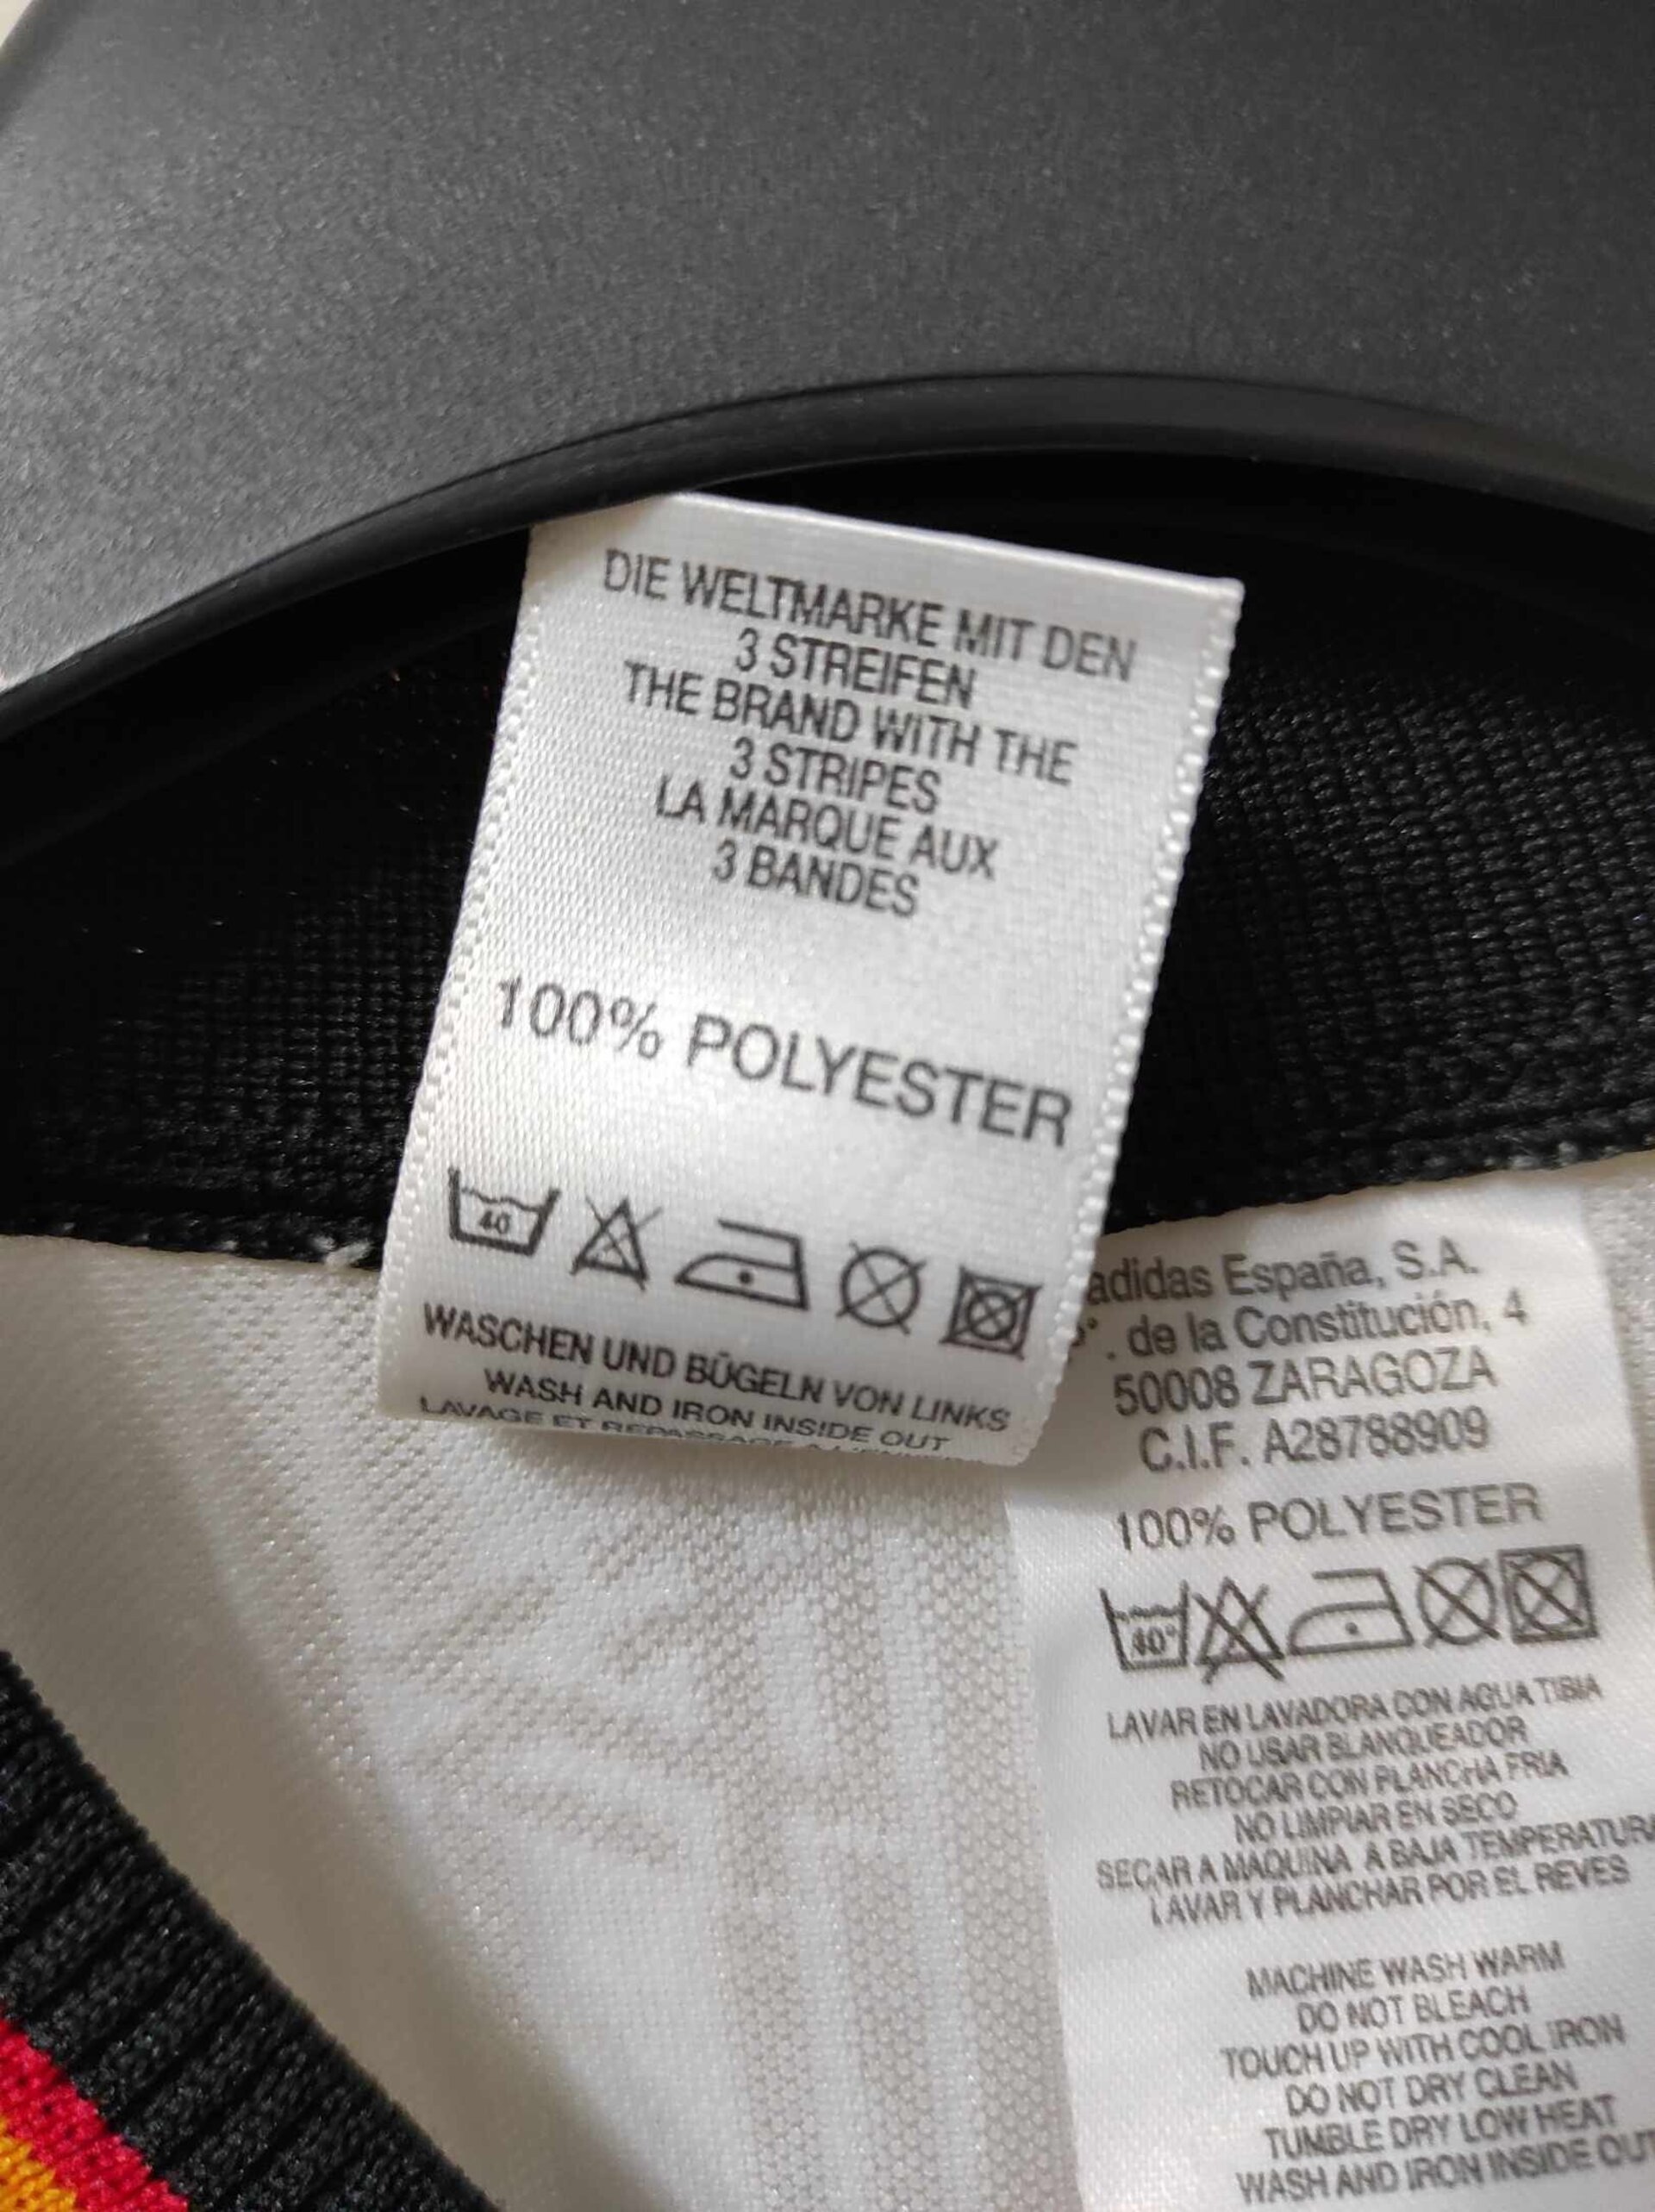 DIE WELTMARKE MIT DEN
3 STREIFEN
THE BRAND WITH THE
3 STRIPES
LA MARQUE AUX
3 BANDES
100% POLYESTER
40
WASCHEN UND BÜGELN VON LINKS
WASH AND IRON INSIDE OUT
LAVAGE ET REPASSAGE
adidas España, S.A.
. de la Constitución, 4
50008 ZARAGOZA
C.I.F. A28788909
100% POLYESTER
40°
LAVAR EN LAVADORA CON AGUA TIBIA
NO USAR BLANQUEADOR
RETOCAR CON PLANCHA FRIA
NO LIMPIAR EN SECO
SECAR A MAQUINA A BAJA TEMPERATURA
LAVAR Y PLANCHAR POR EL REVES
MACHINE WASH WARM
DO NOT BLEACH
TOUCH UP WITH COOL IRON
DO NOT DRY CLEAN
TUMBLE DRY LOW HEAT
WASH AND IRON INSIDE OUT